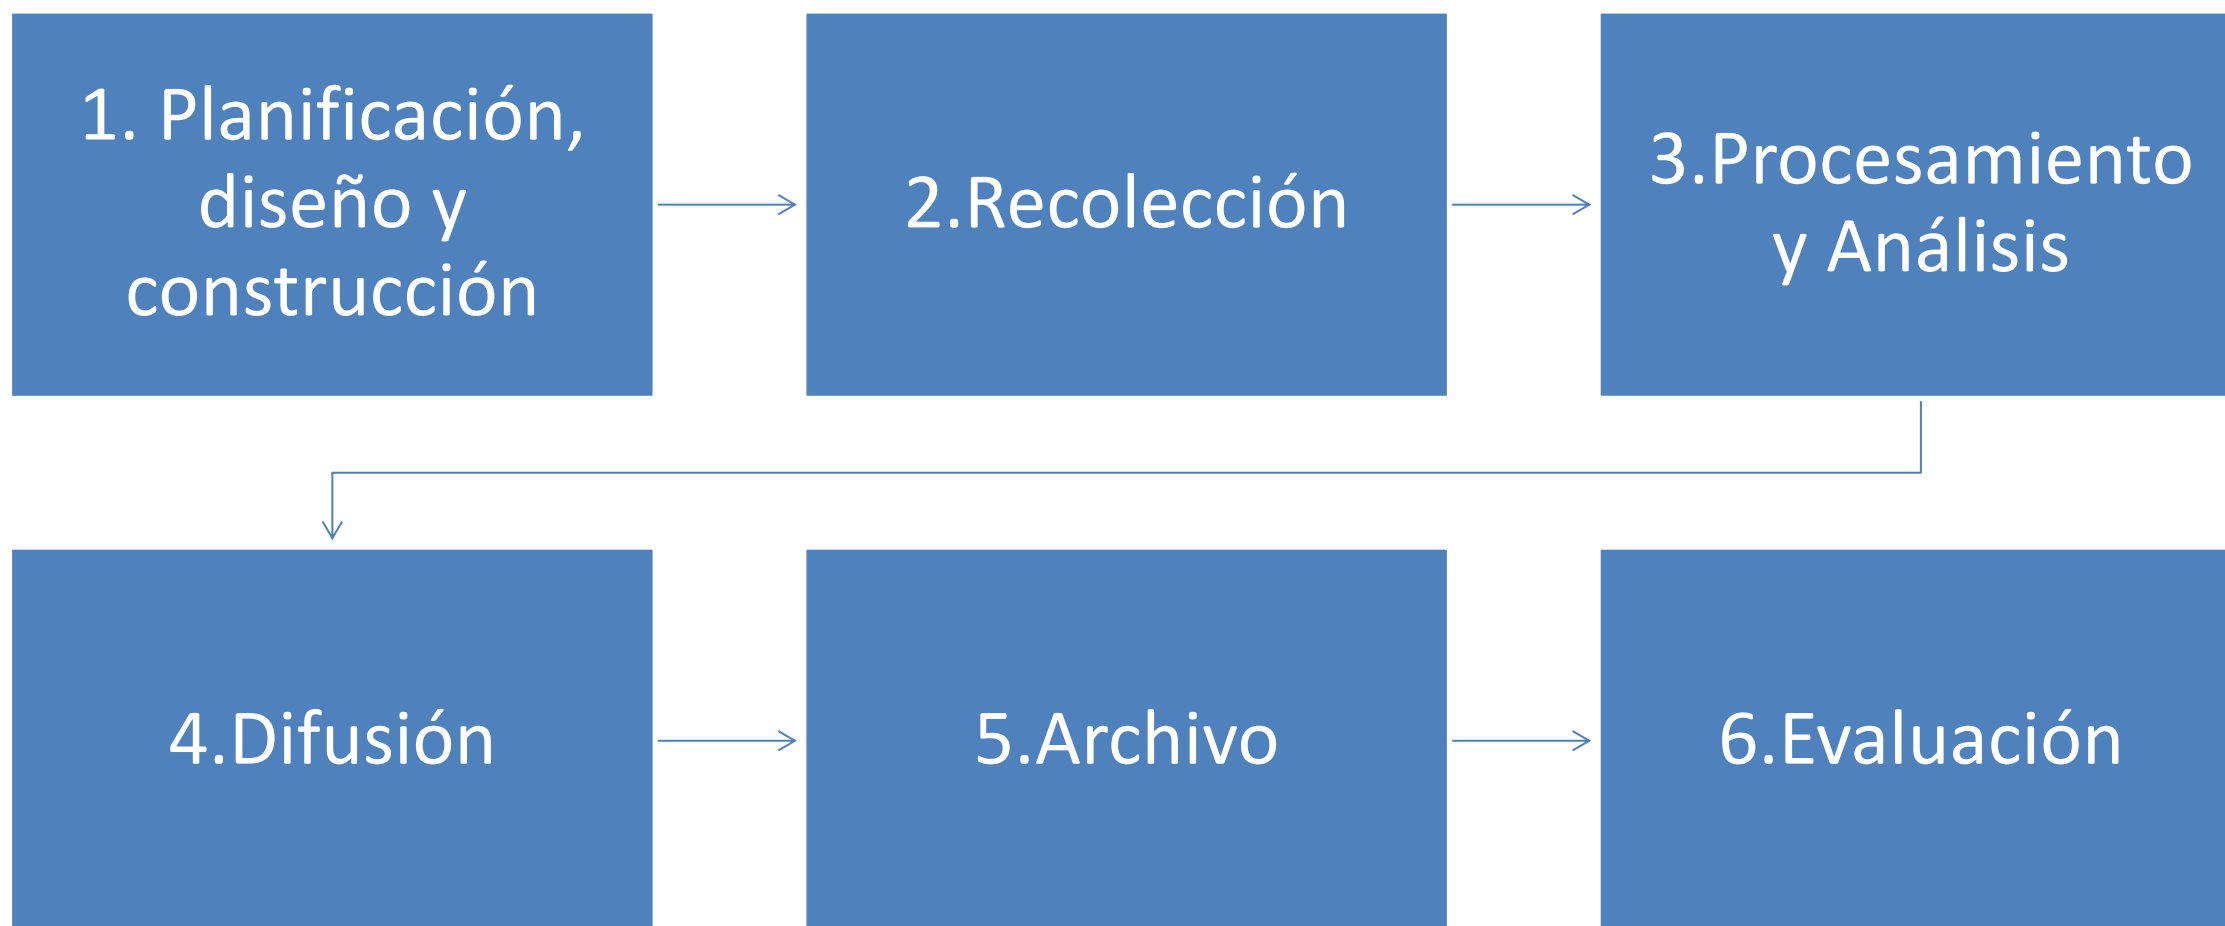 1. Planificación,
diseño y
construcción
2.Recolección
3.Procesamiento
y Análisis
4.Difusión
5.Archivo
6.Evaluación